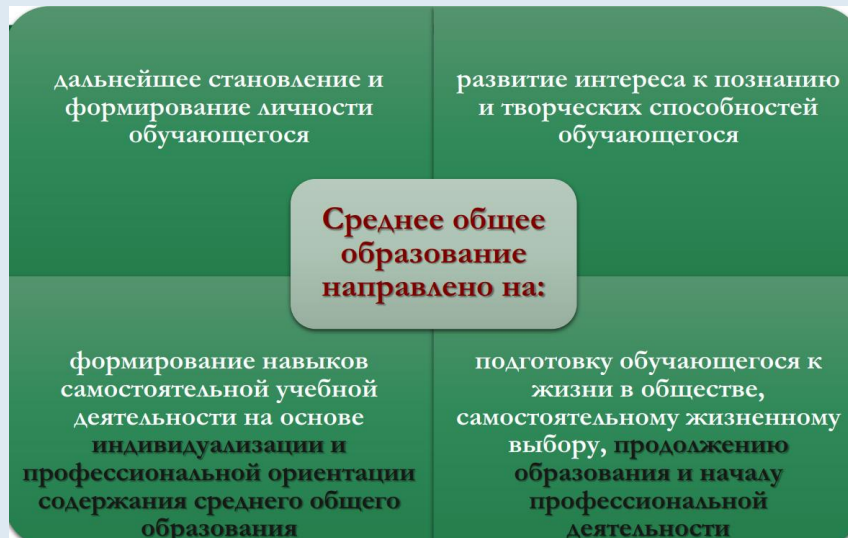 дальнейшее становление и
формирование личности
обучающегося
развитие интереса к познанию
и творческих способностей
обучающегося
Среднее общее
образование
направлено на:
формирование навыков
самостоятельной учебной
деятельности на основе
индивидуализации и
профессиональной ориентации
содержания среднего общего
образования
подготовку обучающегося к
жизни в обществе,
самостоятельному жизненному
выбору, продолжению
образования и началу
профессиональной
деятельности